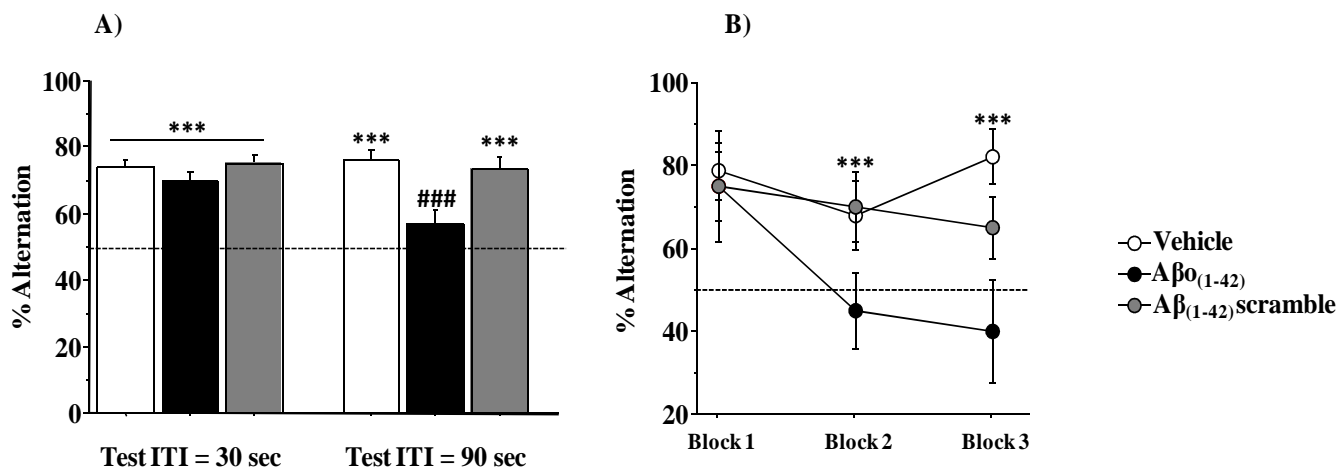 A)
% Alternation
100
80
60
40
20
0
***
***
###
***
Test ITI = 30 sec
Test ITI = 90 sec
B)
% Alternation
100
80
60
40
20
***
***
Block 1
Block 2
Block 3
Vehicle
Aβo(1-42)
Aβ(1-42) scramble